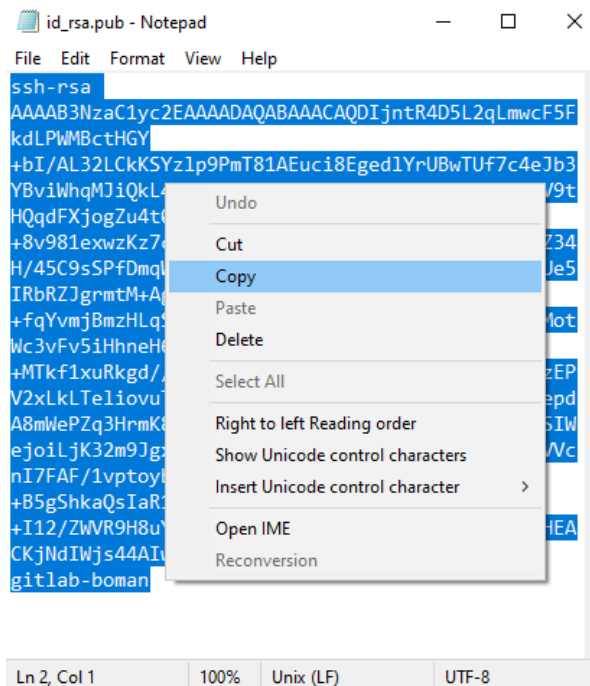 id_rsa.pub - Notepad
File Edit Format View Help
ssh-rsa
AAAAB3NzaC1yc2EAAAADAQABAAACAQDIjntR4D5L2qLmwcF5F
kdLPWMBctHGY
+bI/AL32LCkKSYzlp9PmT81AEuci8EgedlYrUBwTUf7c4eJb3
YBviWhqMJiQkL
HQqdFXjogZu4t
+8v981exwzKz7
H/45C9sSPfDmq
IRbRZJgrmtM+A
+fqYvmjBmzHLq
Wc3vFv5iHhneH
+MTkf1xuRkgd/
V2xLkLTeliovu
A8mWePZq3HrmK
ejoiLjK32m9Jg
nI7FAF/1vptoy
+B5gShkaQsIaR
+I12/ZWVR9H8u
CKjNdIWjs44AI
gitlab-boman
Undo
Cut
Copy
Paste
Delete
Select All
Right to left Reading order
Show Unicode control characters
Insert Unicode control character
Open IME
Reconversion
Ln 2, Col 1 100% Unix (LF) UTF-8